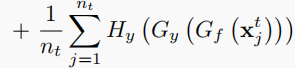 + \frac{1}{n_t} \sum_{j=1}^{n_t} H_y \left( G_y \left( G_f \left( \mathbf{x}_j^t \right) \right) \right)